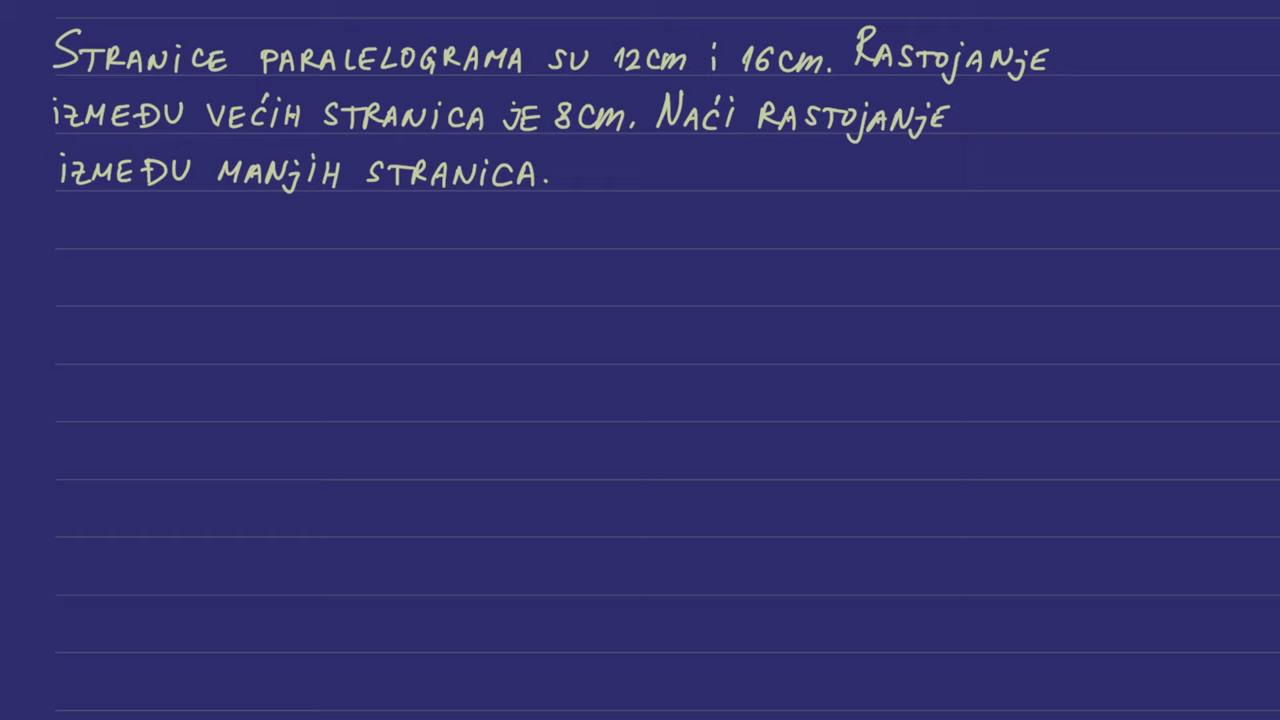 STRANiCE PARALELOGRAMA SU 12cm i 16cm. RASTOjANjE
iZMEĐU VEĆiH STRANiCA jE 8cm. NAĆi RASTOjANjE
iZMEĐU MANjiH STRANiCA.